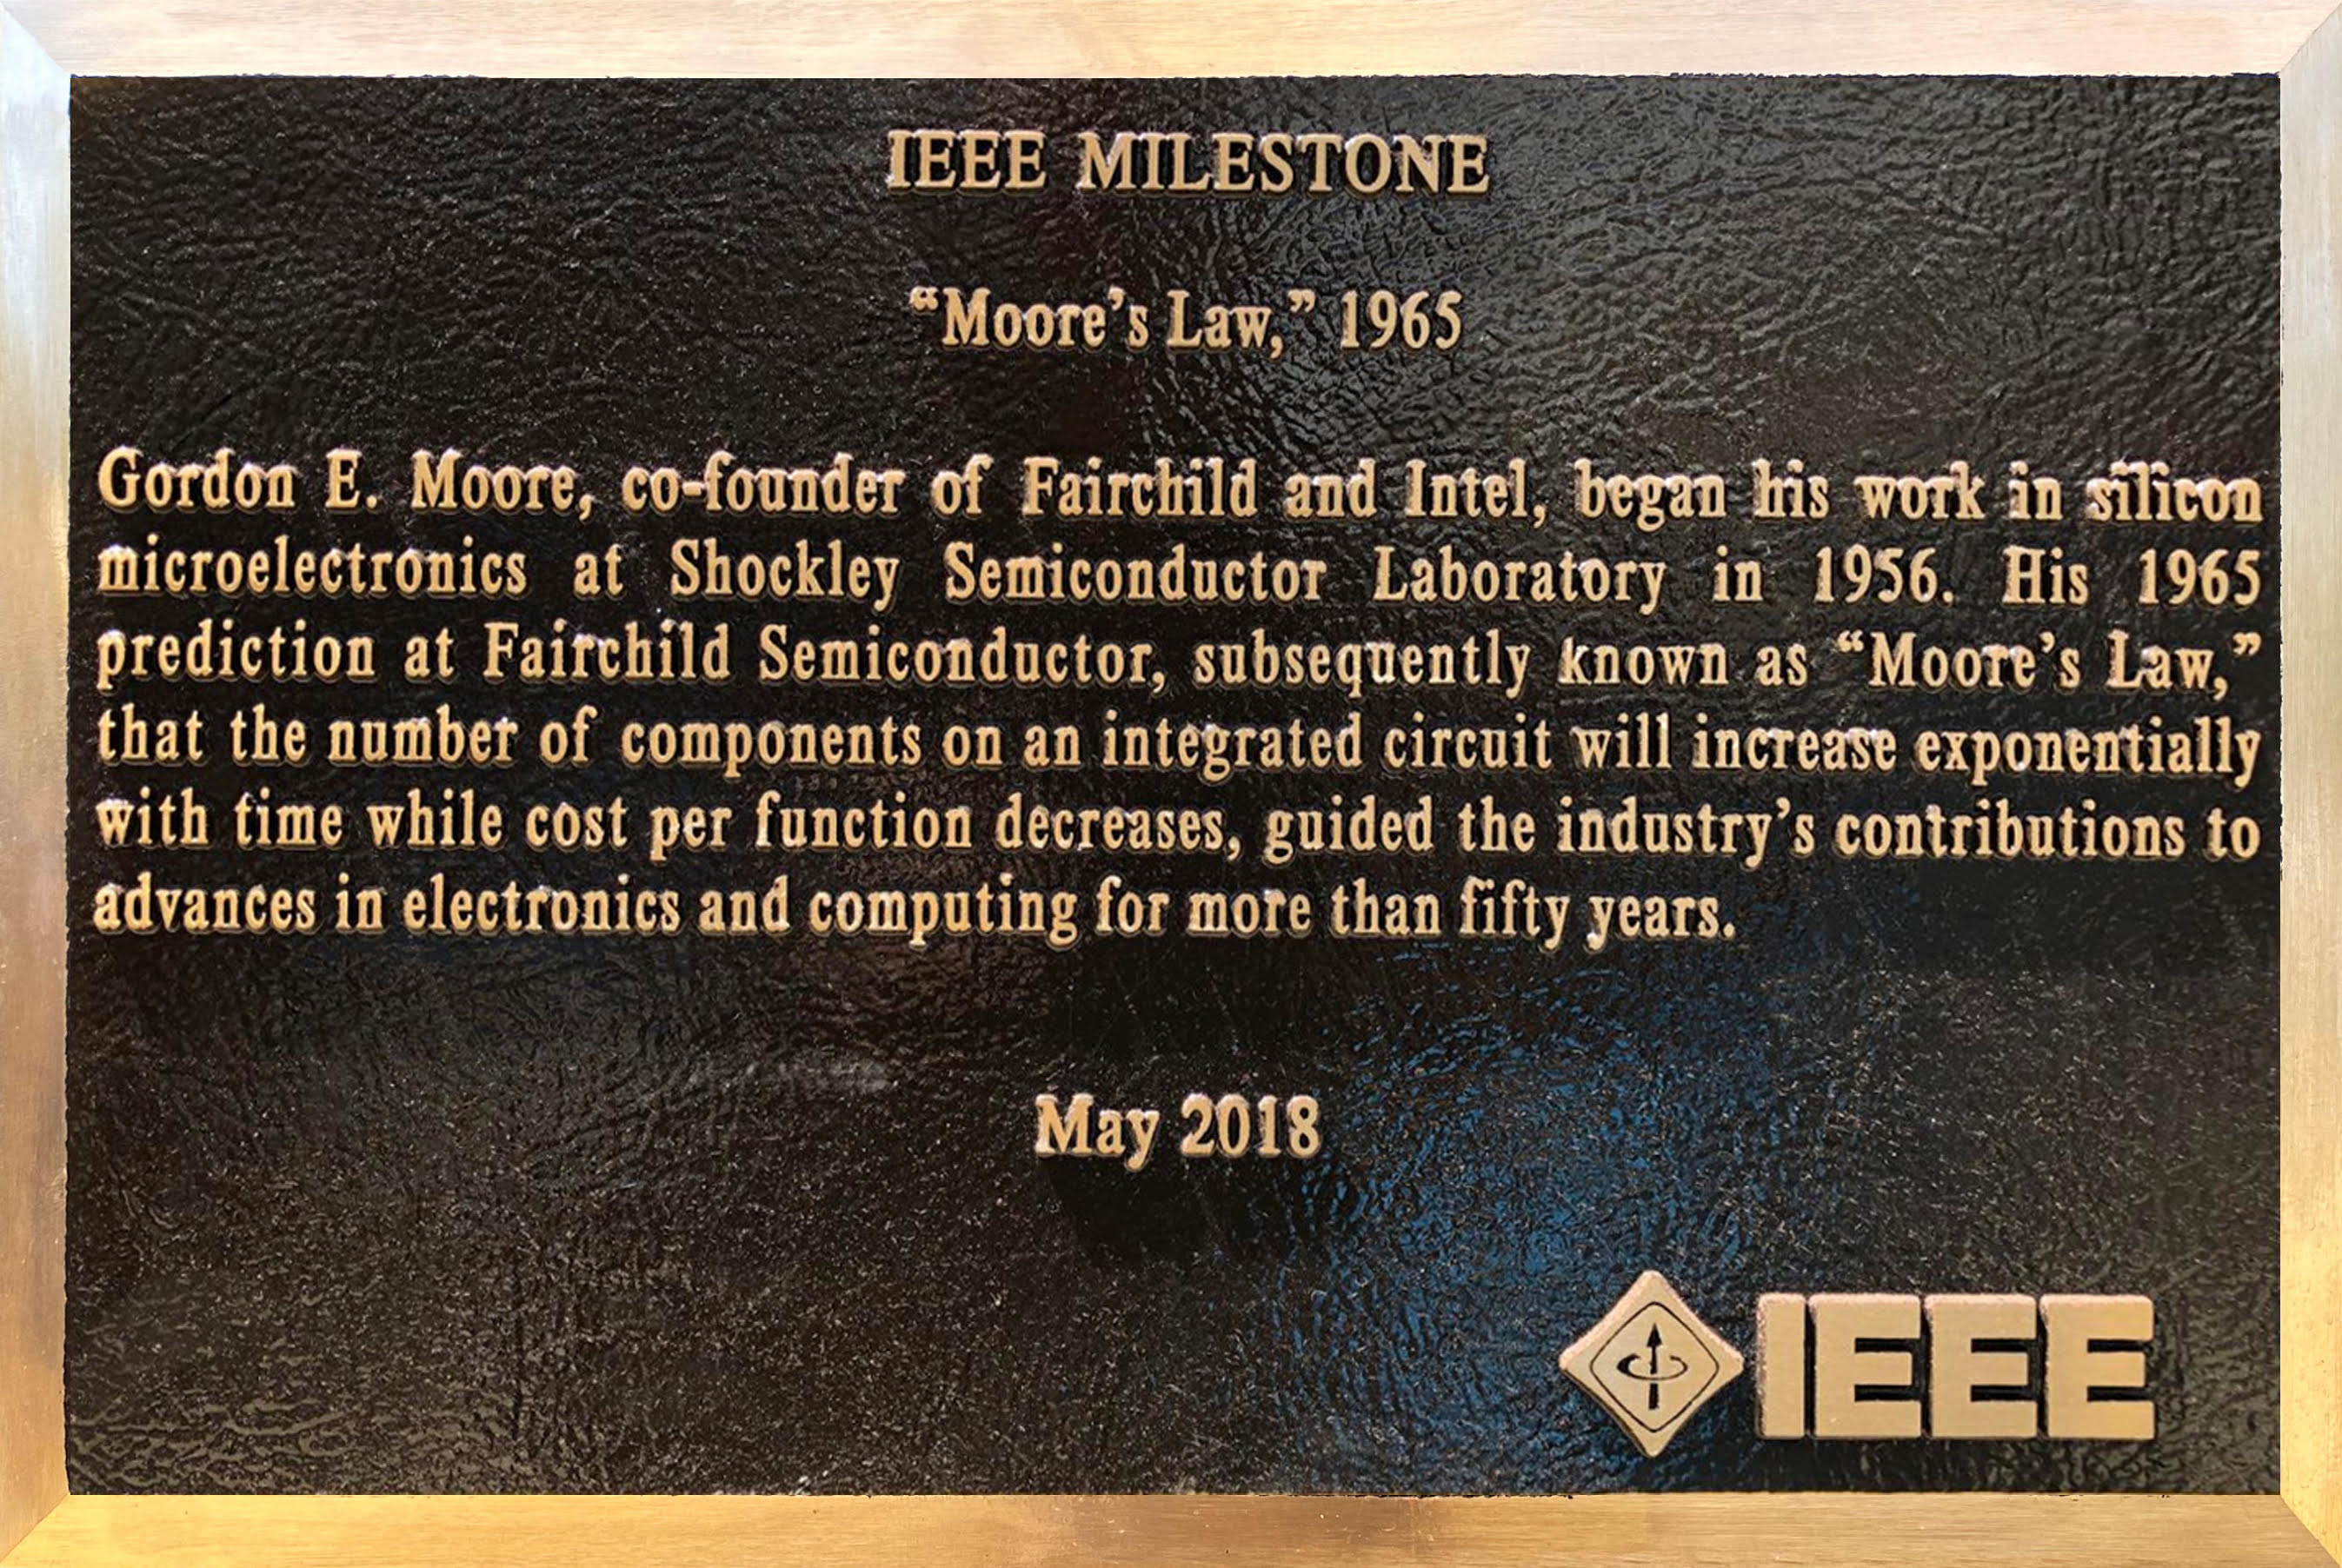 IEEE MILESTONE
“Moore’s Law,” 1965
Gordon E. Moore, co-founder of Fairchild and Intel, began his work in silicon
microelectronics at Shockley Semiconductor Laboratory in 1956. His 1965
prediction at Fairchild Semiconductor, subsequently known as “Moore’s Law,”
that the number of components on an integrated circuit will increase exponentially
with time while cost per function decreases, guided the industry’s contributions to
advances in electronics and computing for more than fifty years.
May 2018
IEEE